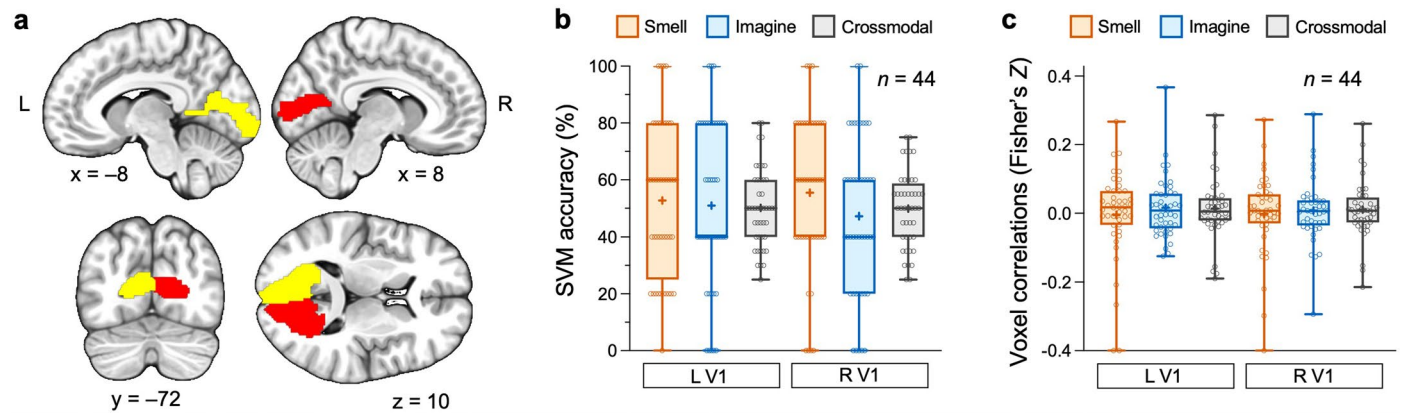 a
L
R
x = –8
x = 8
y = –72
z = 10
b
Smell
Imagine
Crossmodal
n = 44
SVM accuracy (%)
100
80
60
40
20
0
L V1
R V1
c
Smell
Imagine
Crossmodal
n = 44
Voxel correlations (Fisher's Z)
0.4
0.2
0.0
-0.2
-0.4
L V1
R V1